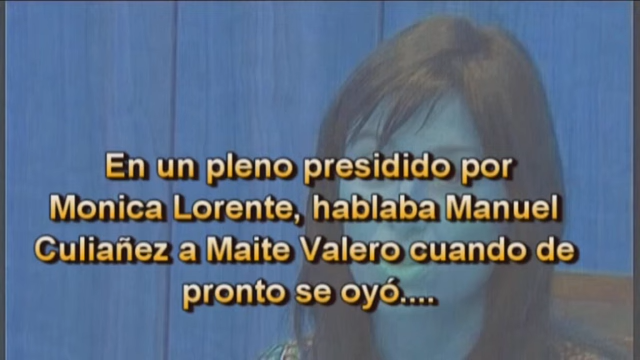 En un pleno presidido por
Monica Lorente, hablaba Manuel
Culiañez a Maite Valero cuando de
pronto se oyó....